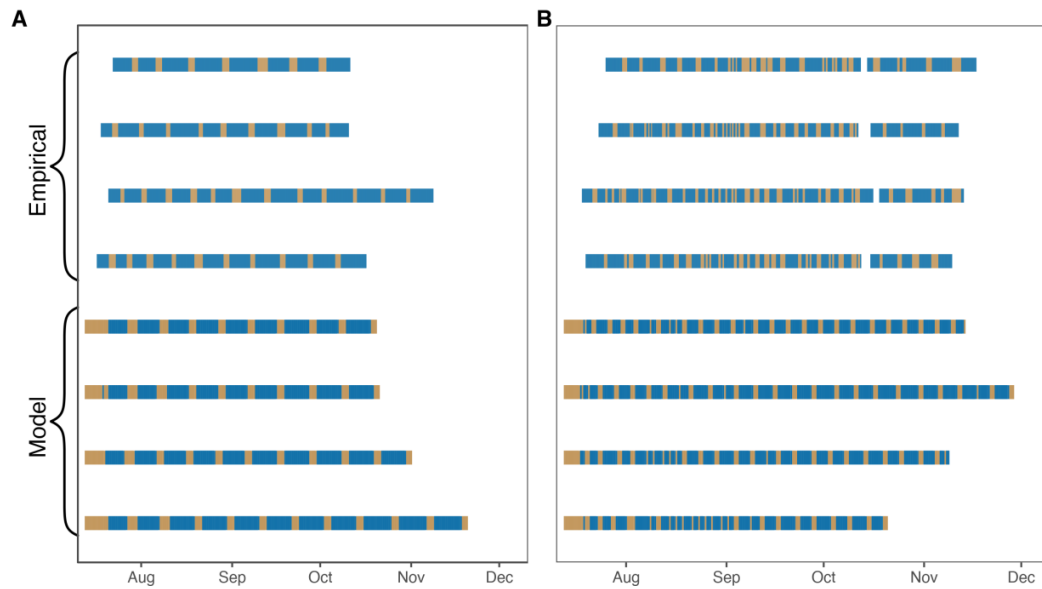 A
B
Empirical
Model
Aug Sep Oct Nov Dec
Aug Sep Oct Nov Dec